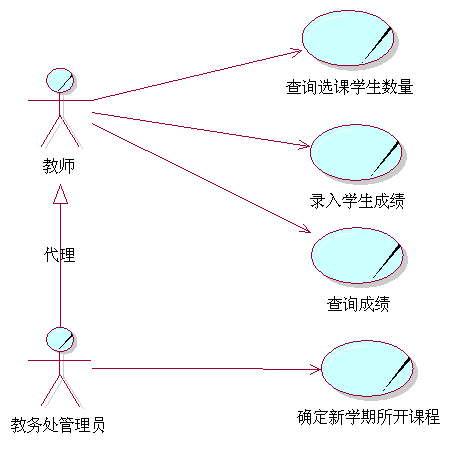 查询选课学生数量
教师
录入学生成绩
代理
查询成绩
教务处管理员
确定新学期所开课程